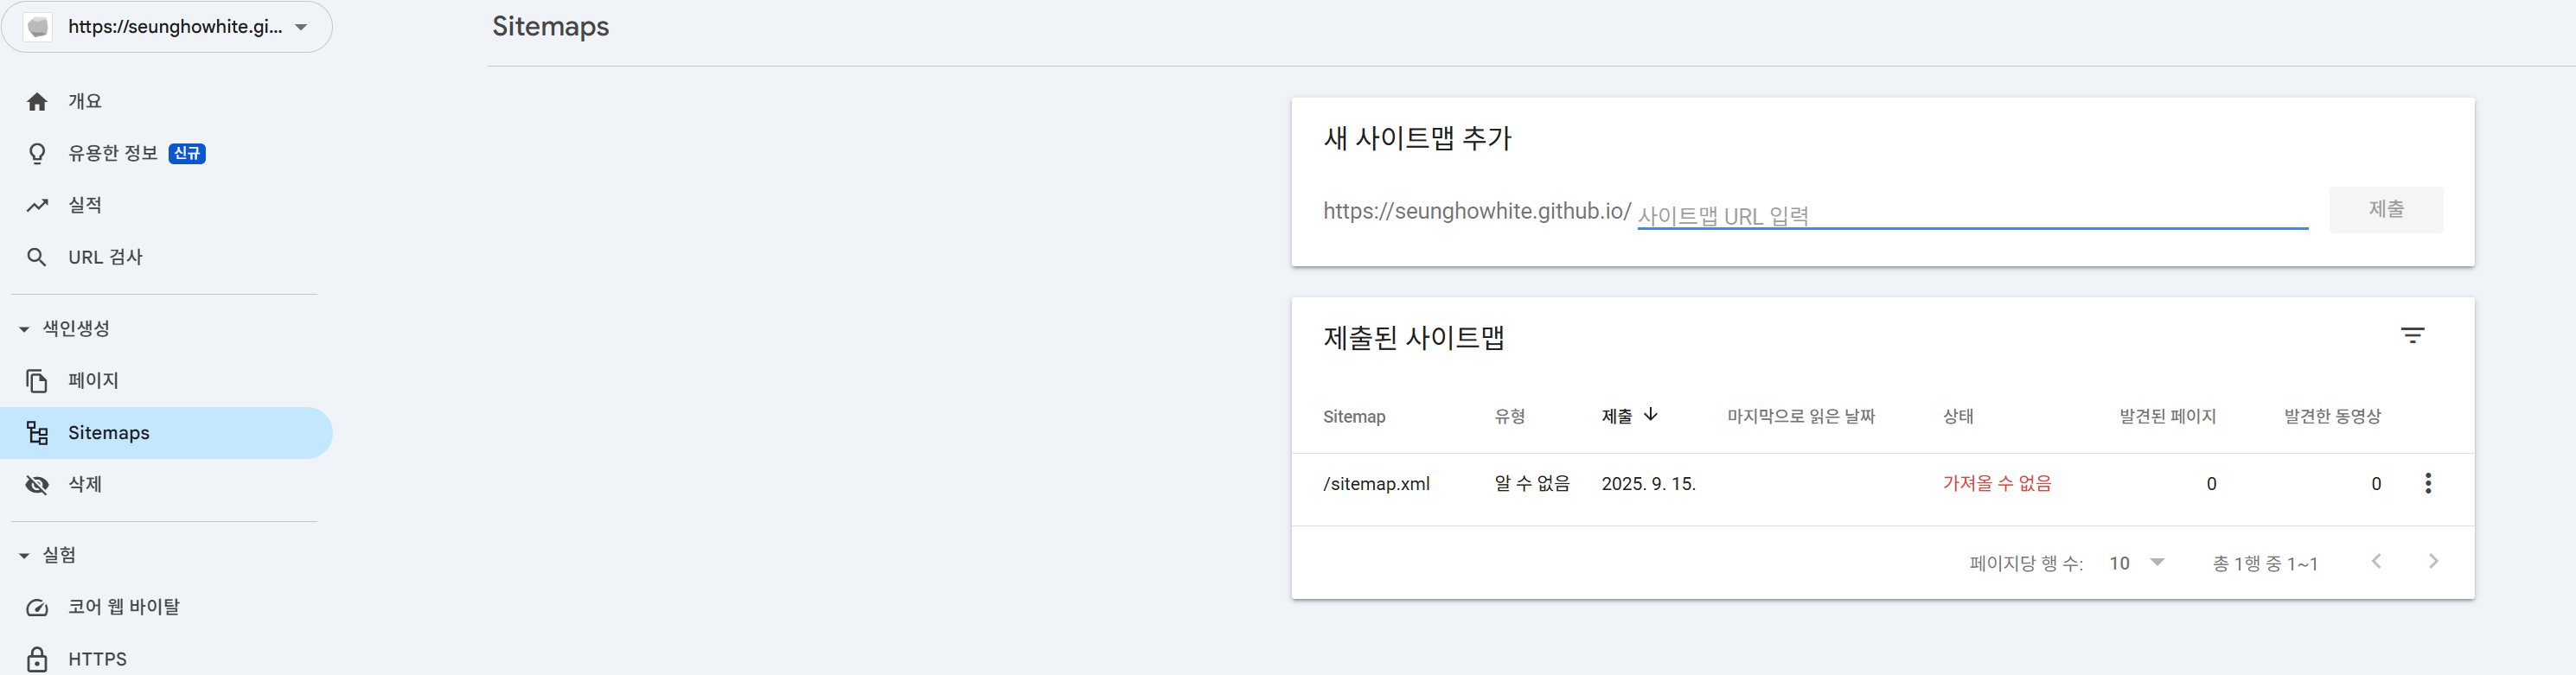 https://seunghowhite.gi...
Sitemaps
개요
유용한 정보 신규
실적
URL 검사
색인생성
페이지
Sitemaps
삭제
실험
코어 웹 바이탈
HTTPS
새 사이트맵 추가
https://seunghowhite.github.io/ 사이트맵 URL 입력
제출
제출된 사이트맵
Sitemap 유형 제출 마지막으로 읽은 날짜 상태 발견된 페이지 발견한 동영상
/sitemap.xml 알 수 없음 2025. 9. 15. 가져올 수 없음 0 0
페이지당 행 수: 10 총 1행 중 1~1